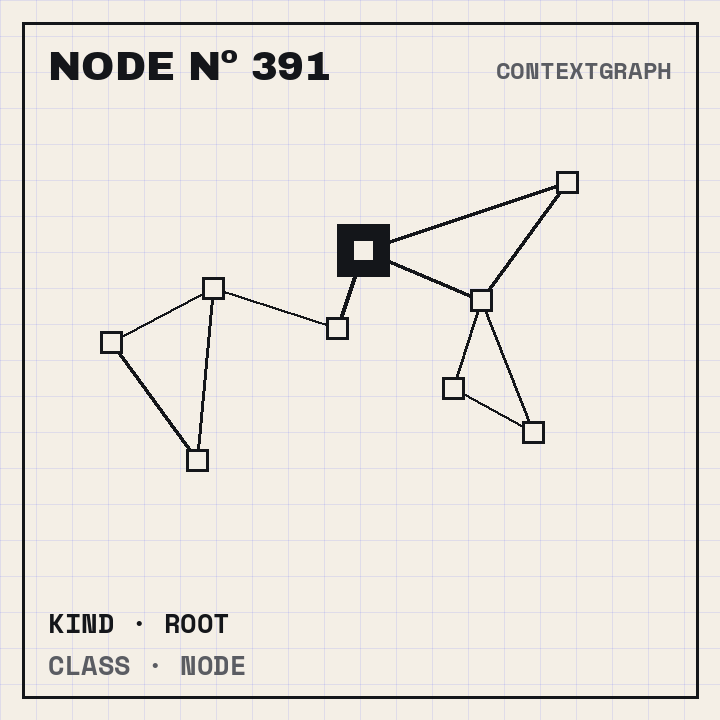 NODE Nº 391
CONTEXTGRAPH
KIND · ROOT
CLASS · NODE